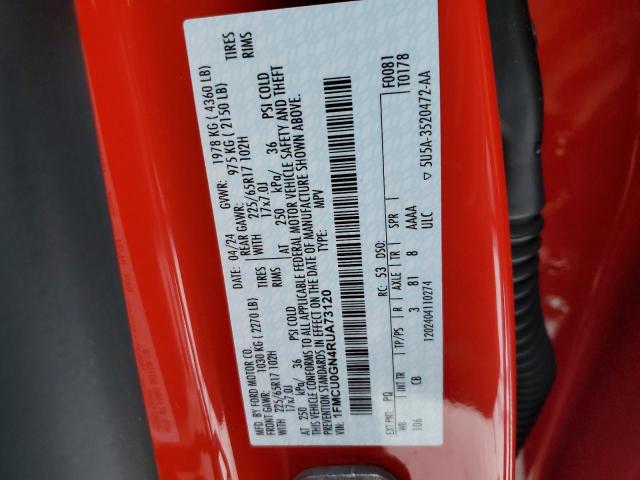 MFD. BY FORD MOTOR CO.
DATE: 04/24 GVWR: 1978 KG ( 4360 LB)
FRONT GAWR: 1030 KG ( 2270 LB) REAR GAWR: 975 KG ( 2150 LB)
WITH 225/65R17 102H TIRES WITH 225/65R17 102H TIRES
17x7.0J RIMS 17x7.0J RIMS
AT 250 kPa/ 36 PSI COLD AT 250 kPa/ 36 PSI COLD
THIS VEHICLE CONFORMS TO ALL APPLICABLE FEDERAL MOTOR VEHICLE SAFETY AND THEFT
PREVENTION STANDARDS IN EFFECT ON THE DATE OF MANUFACTURE SHOWN ABOVE.
VIN: 1FMCU0GN4RUA73120 TYPE: MPV
F0081
T0178
EXT PNT: PQ RC: 53 DSO:
WB INT TR TP/PS R AXLE TR SPR
106 CB 3 81 8 AAAA
1202404110274 ULC
▽ 5U5A-3520472-AA